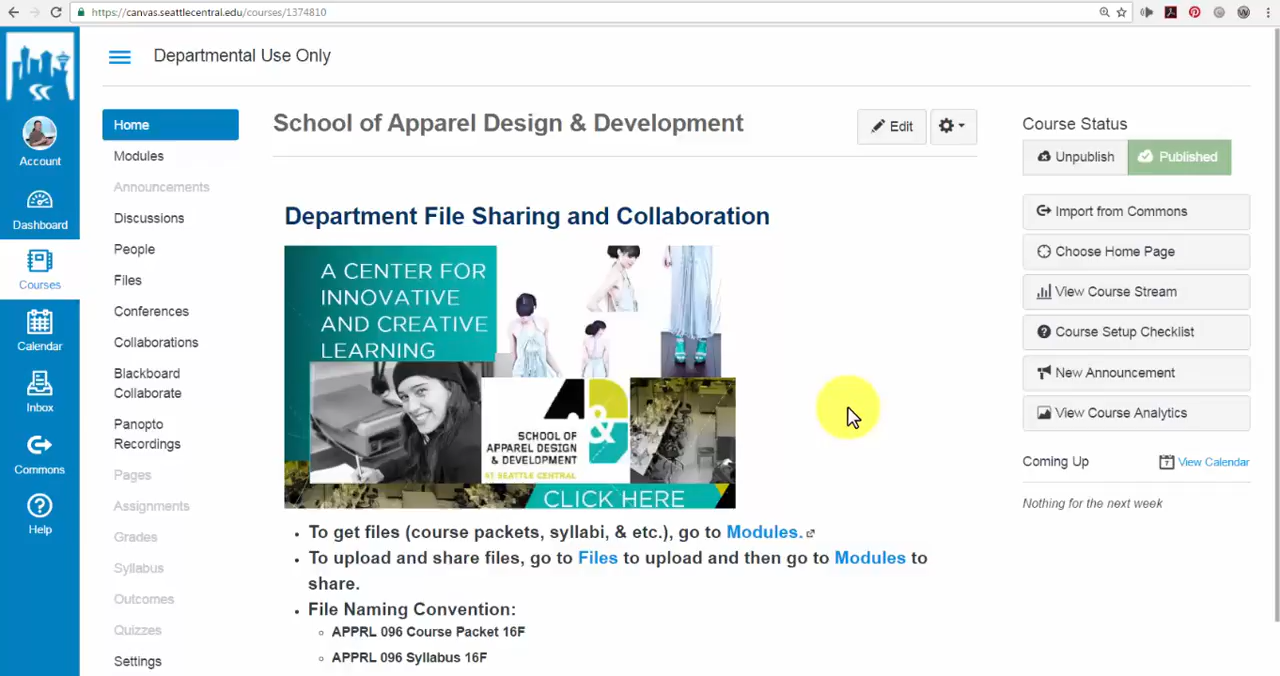 https://canvas.seattlecentral.edu/courses/1374810
Departmental Use Only
Account
Dashboard
Courses
Calendar
Inbox
Commons
Help
Home
Modules
Announcements
Discussions
People
Files
Conferences
Collaborations
Blackboard
Collaborate
Panopto
Recordings
Pages
Assignments
Grades
Syllabus
Outcomes
Quizzes
Settings
School of Apparel Design & Development
Edit
Department File Sharing and Collaboration
A CENTER FOR
INNOVATIVE
AND CREATIVE
LEARNING
A&D
SCHOOL OF
APPAREL DESIGN
& DEVELOPMENT
AT SEATTLE CENTRAL
CLICK HERE
To get files (course packets, syllabi, & etc.), go to Modules.
To upload and share files, go to Files to upload and then go to Modules to
share.
File Naming Convention:
APPRL 096 Course Packet 16F
APPRL 096 Syllabus 16F
Course Status
Unpublish
Published
Import from Commons
Choose Home Page
View Course Stream
Course Setup Checklist
New Announcement
View Course Analytics
Coming Up
7 View Calendar
Nothing for the next week